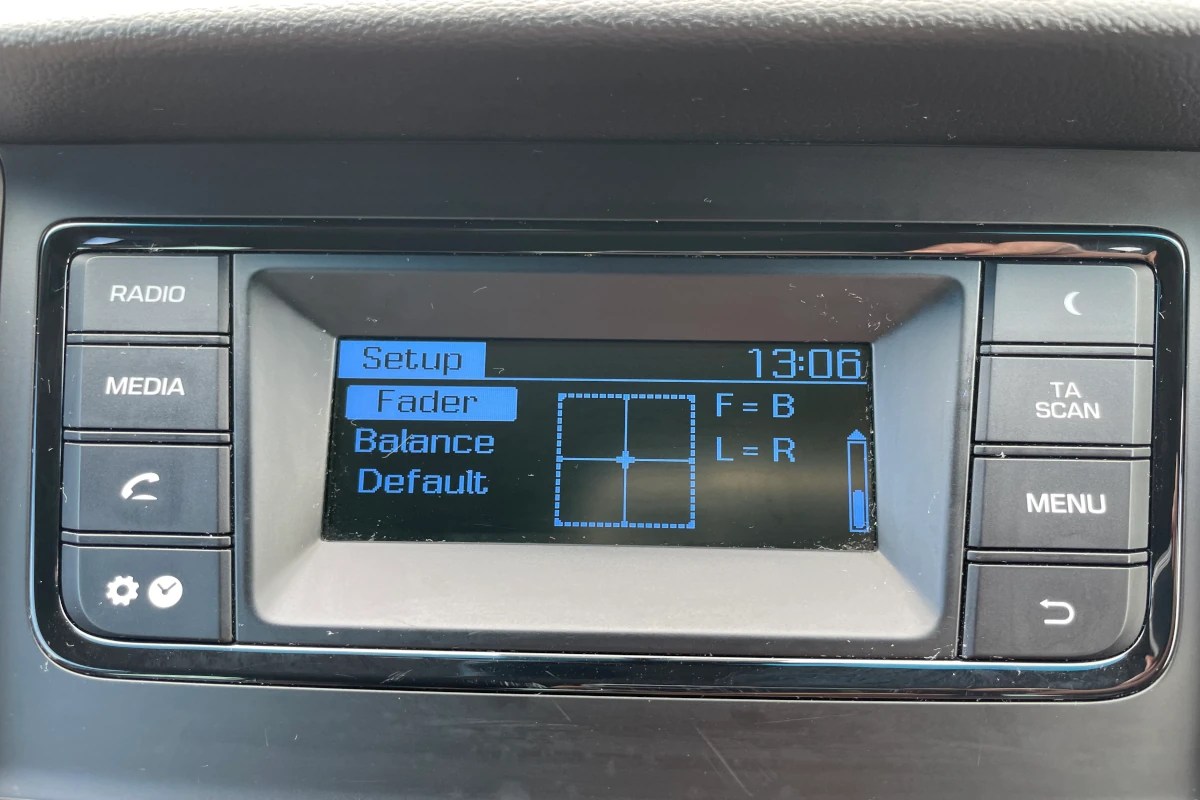 RADIO
MEDIA
Setup 13:06
Fader
Balance
Default
F = B
L = R
TA
SCAN
MENU